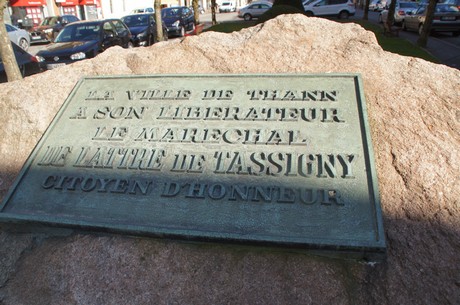 LA VILLE DE THANN
A SON LIBERATEUR
LE MARECHAL
DE LATTRE DE TASSIGNY
CITOYEN D'HONNEUR